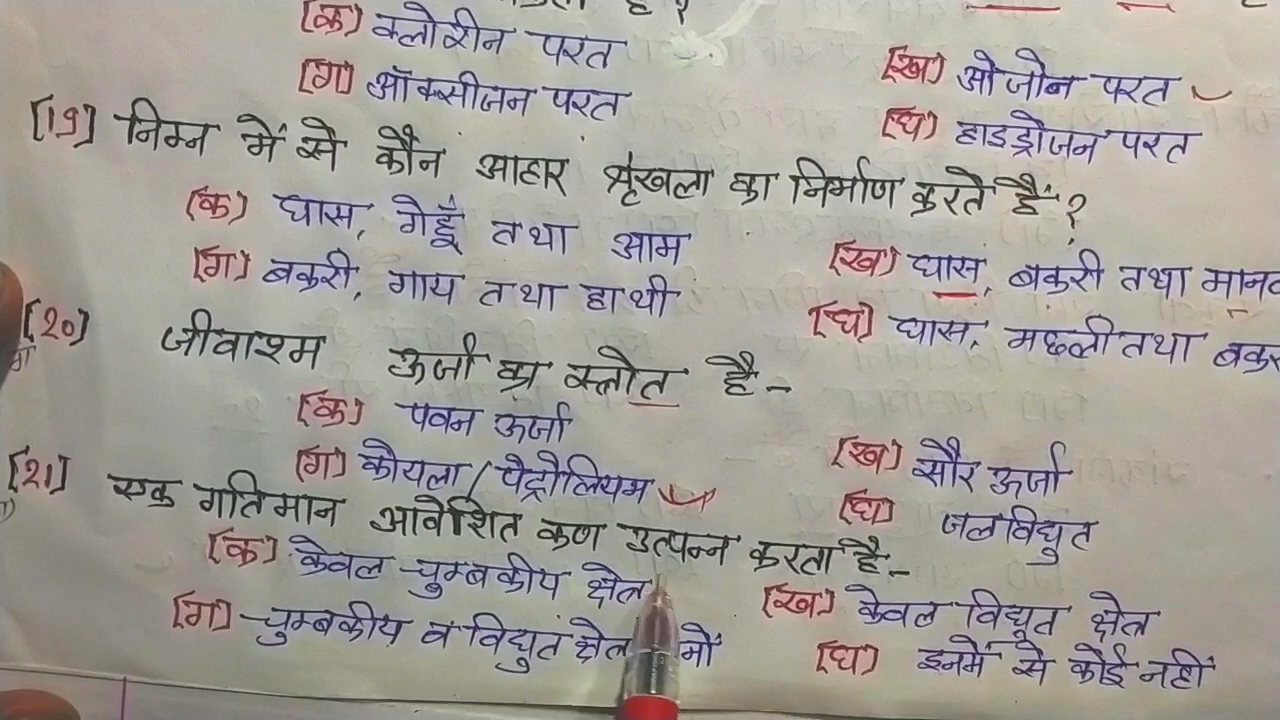 है ?
(क) क्लोरीन परत
(ख) ओजोन परत
(ग) ऑक्सीजन परत
(घ) हाइड्रोजन परत
[19] निम्न में से कौन आहार श्रृंखला का निर्माण करते हैं ?
(क) घास, गेहूँ तथा आम
(ख) घास, बकरी तथा मानव
(ग) बकरी, गाय तथा हाथी
(घ) घास, मछली तथा बकर
[20] जीवाश्म ऊर्जा का स्त्रोत है -
(क) पवन ऊर्जा
(ख) सौर ऊर्जा
(ग) कोयला / पेट्रोलियम
(घ) जलविद्युत
[21] एक गतिमान आवेशित कण उत्पन्न करता है -
(क) केवल चुम्बकीय क्षेत्र
(ख) केवल विद्युत क्षेत्र
(ग) चुम्बकीय व विद्युत क्षेत्र नों
(घ) इनमें से कोई नहीं